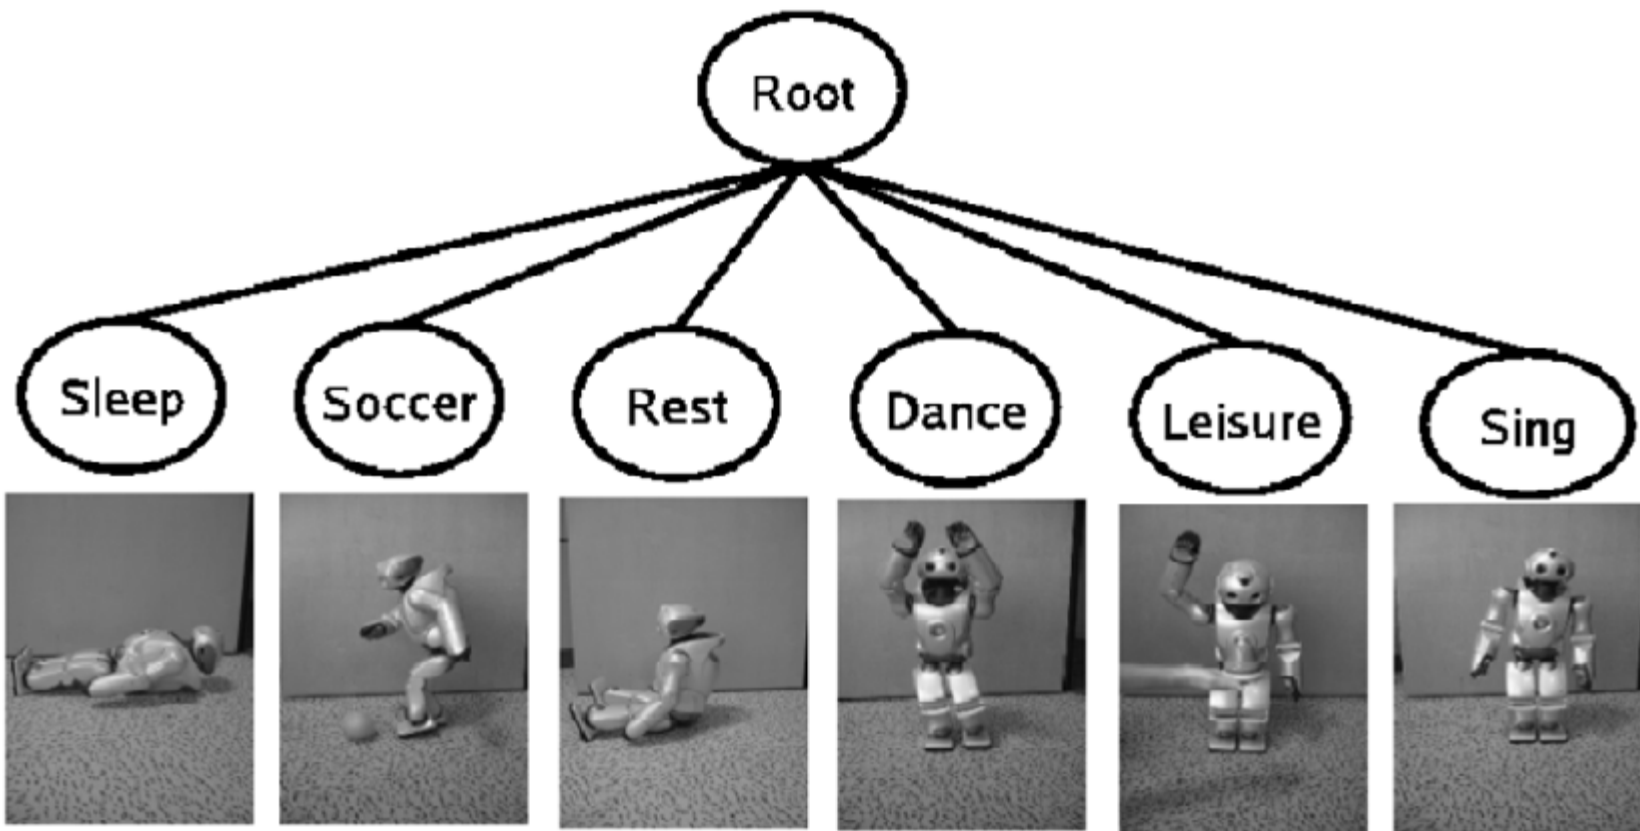 Root
Sleep
Soccer
Rest
Dance
Leisure
Sing